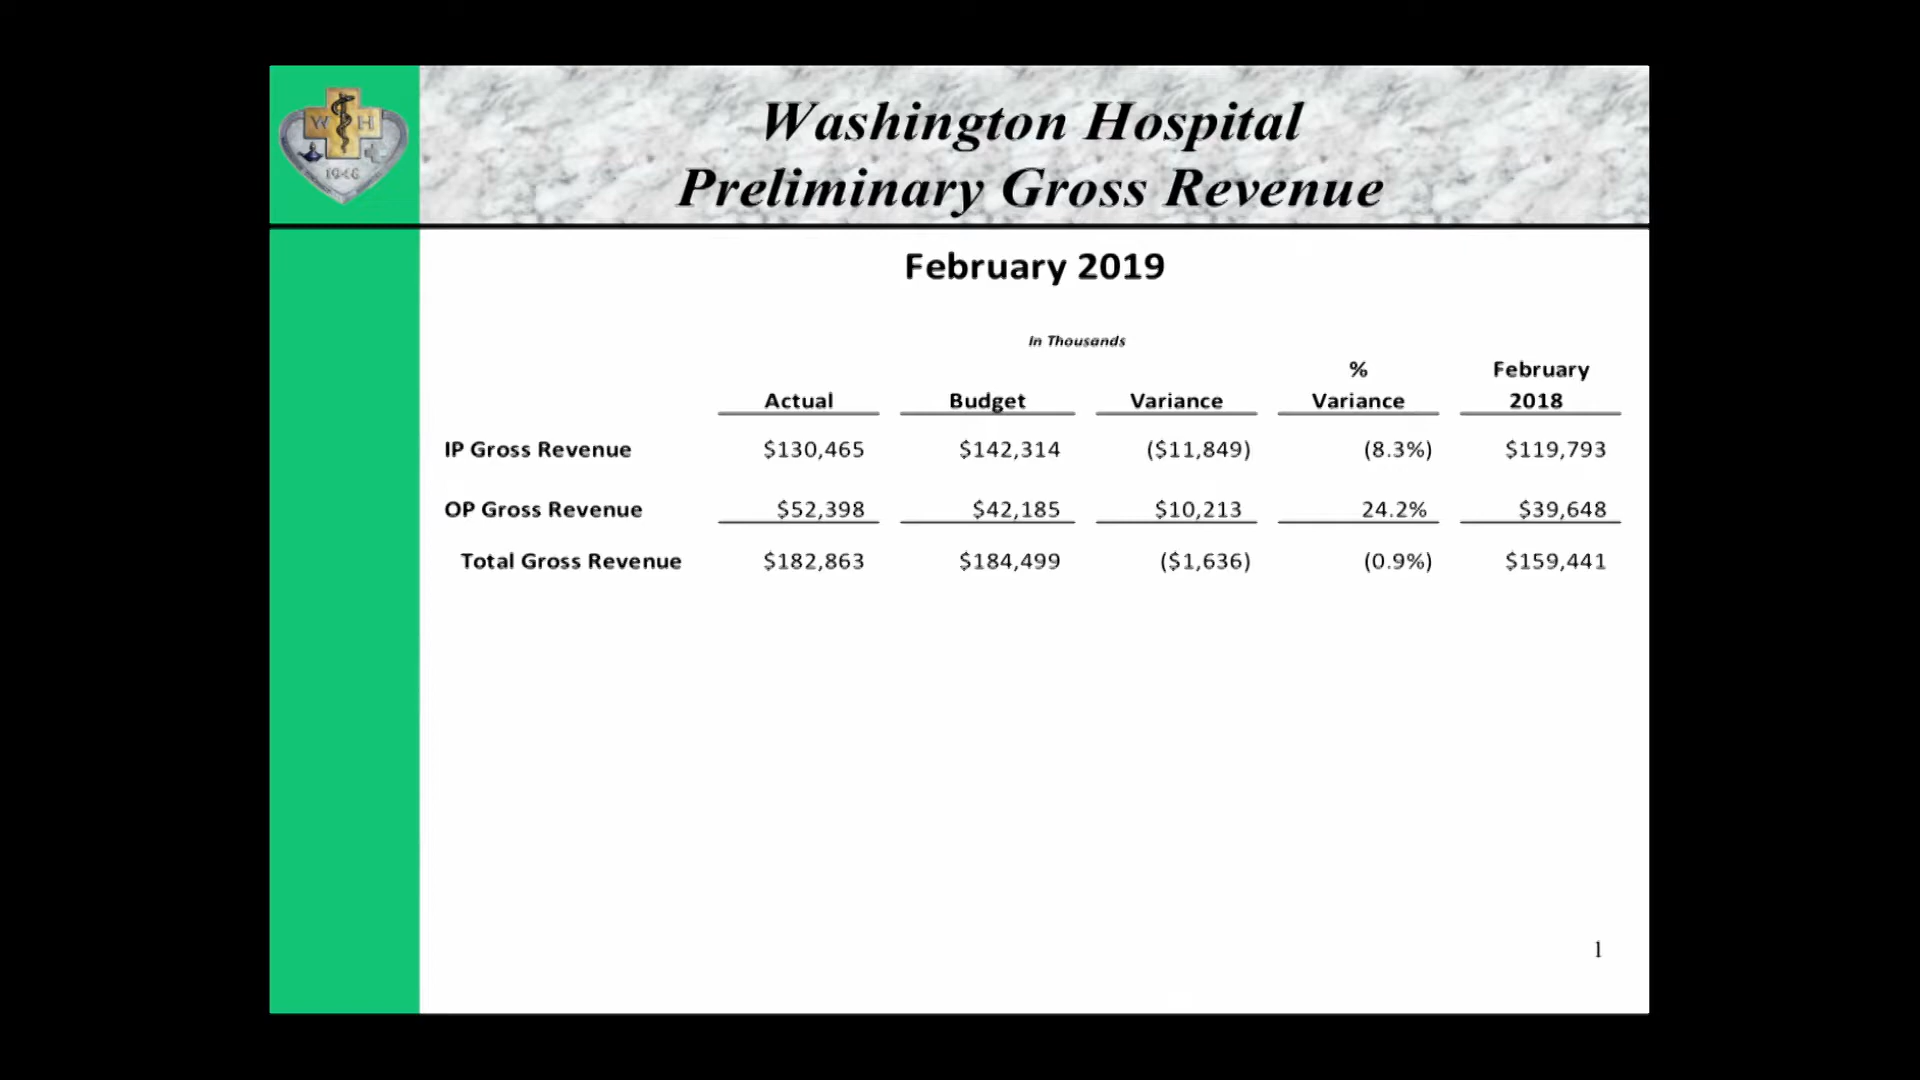 W H
1948
Washington Hospital
Preliminary Gross Revenue
February 2019
In Thousands
Actual Budget Variance % Variance February 2018
IP Gross Revenue $130,465 $142,314 ($11,849) (8.3%) $119,793
OP Gross Revenue $52,398 $42,185 $10,213 24.2% $39,648
Total Gross Revenue $182,863 $184,499 ($1,636) (0.9%) $159,441
1